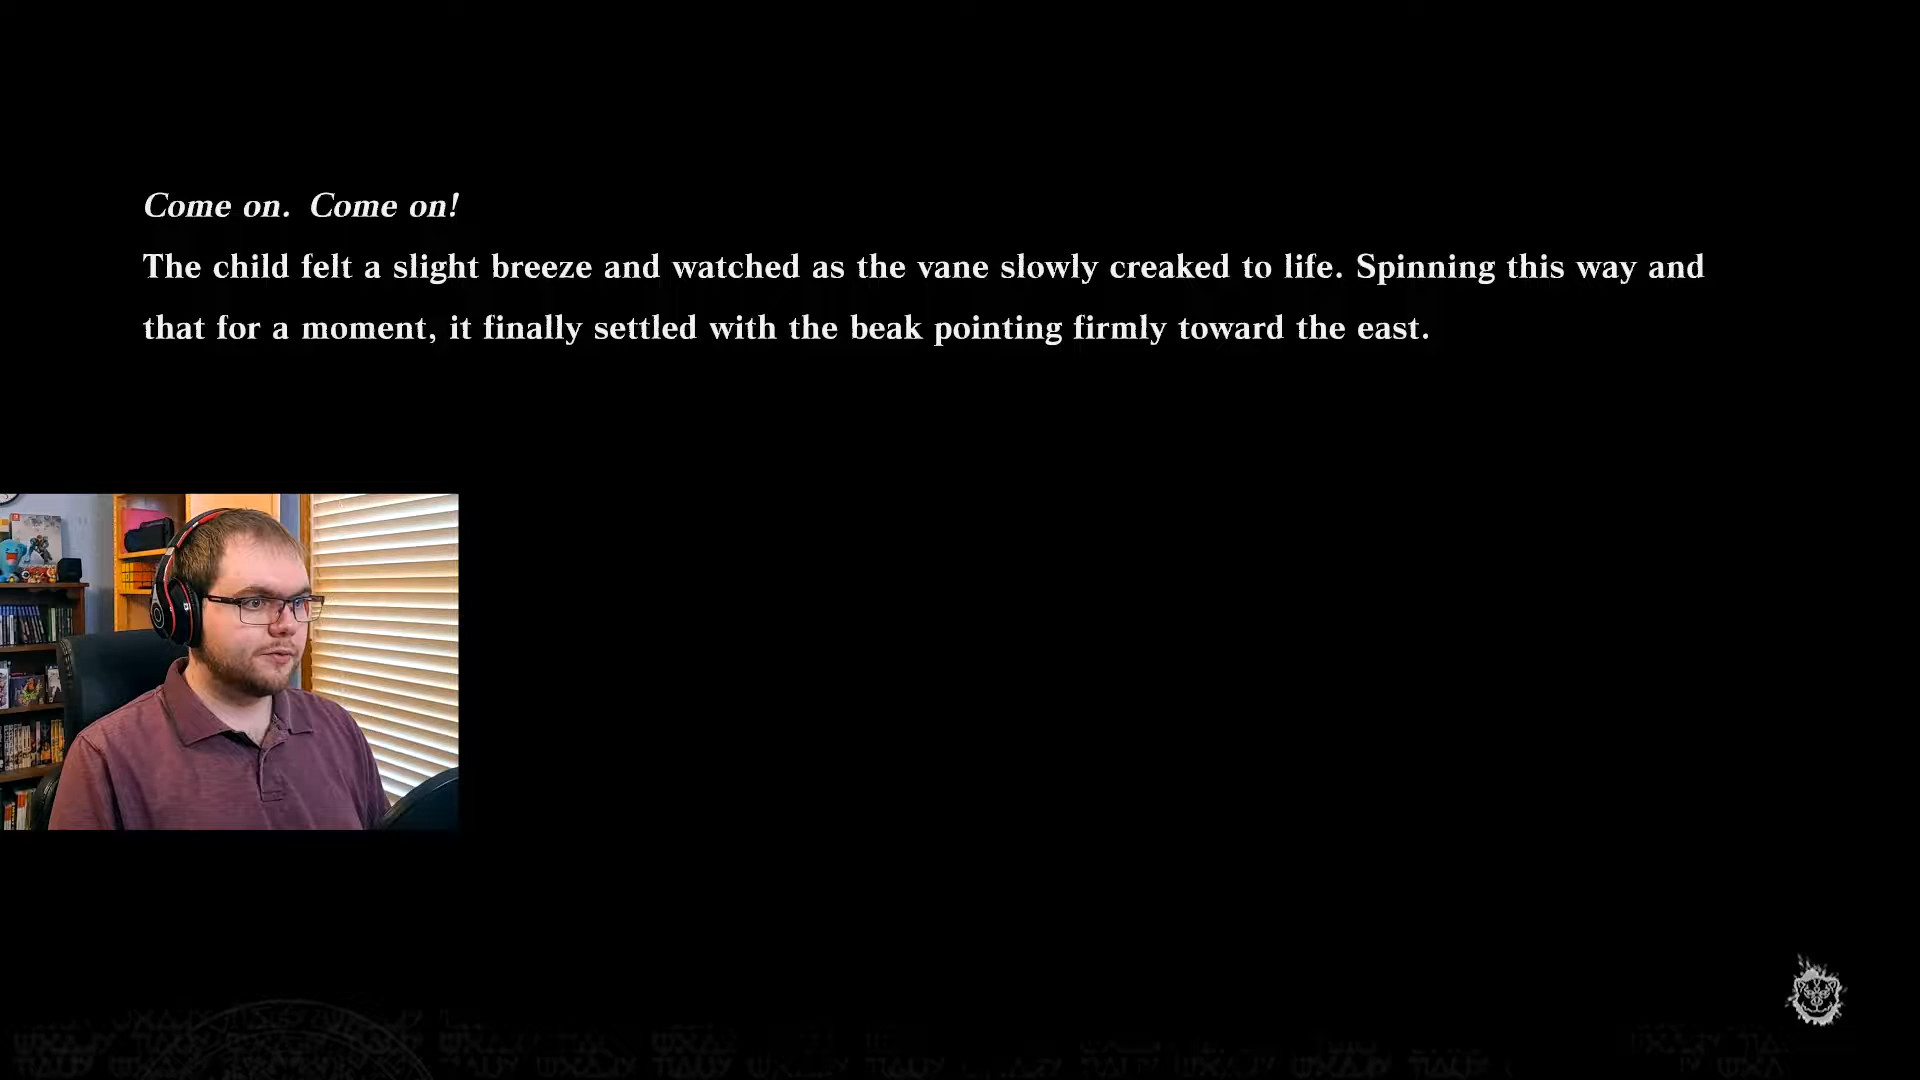 Come on. Come on!
The child felt a slight breeze and watched as the vane slowly creaked to life. Spinning this way and
that for a moment, it finally settled with the beak pointing firmly toward the east.